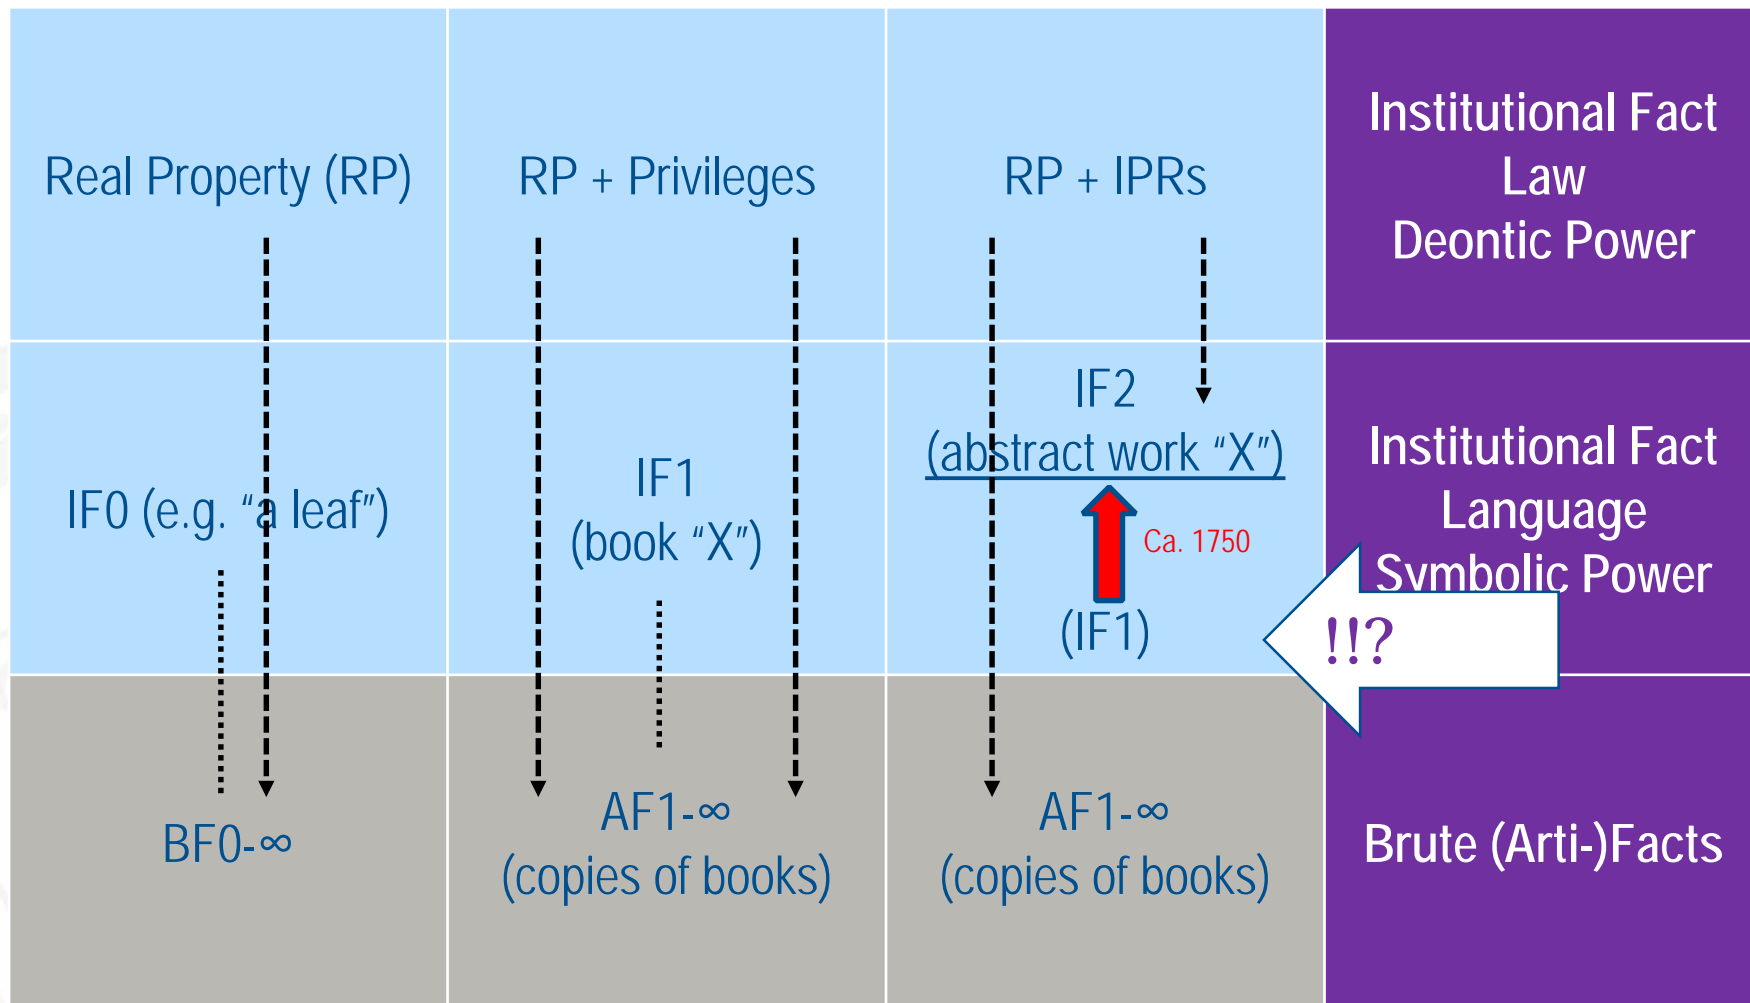 Real Property (RP)
RP + Privileges
RP + IPRs
Institutional Fact
Law
Deontic Power
IF0 (e.g. “a leaf”)
IF1
(book “X”)
IF2
(abstract work “X”)
Ca. 1750
(IF1)
Institutional Fact
Language
Symbolic Power
!!?
BF0-∞
AF1-∞
(copies of books)
AF1-∞
(copies of books)
Brute (Arti-)Facts